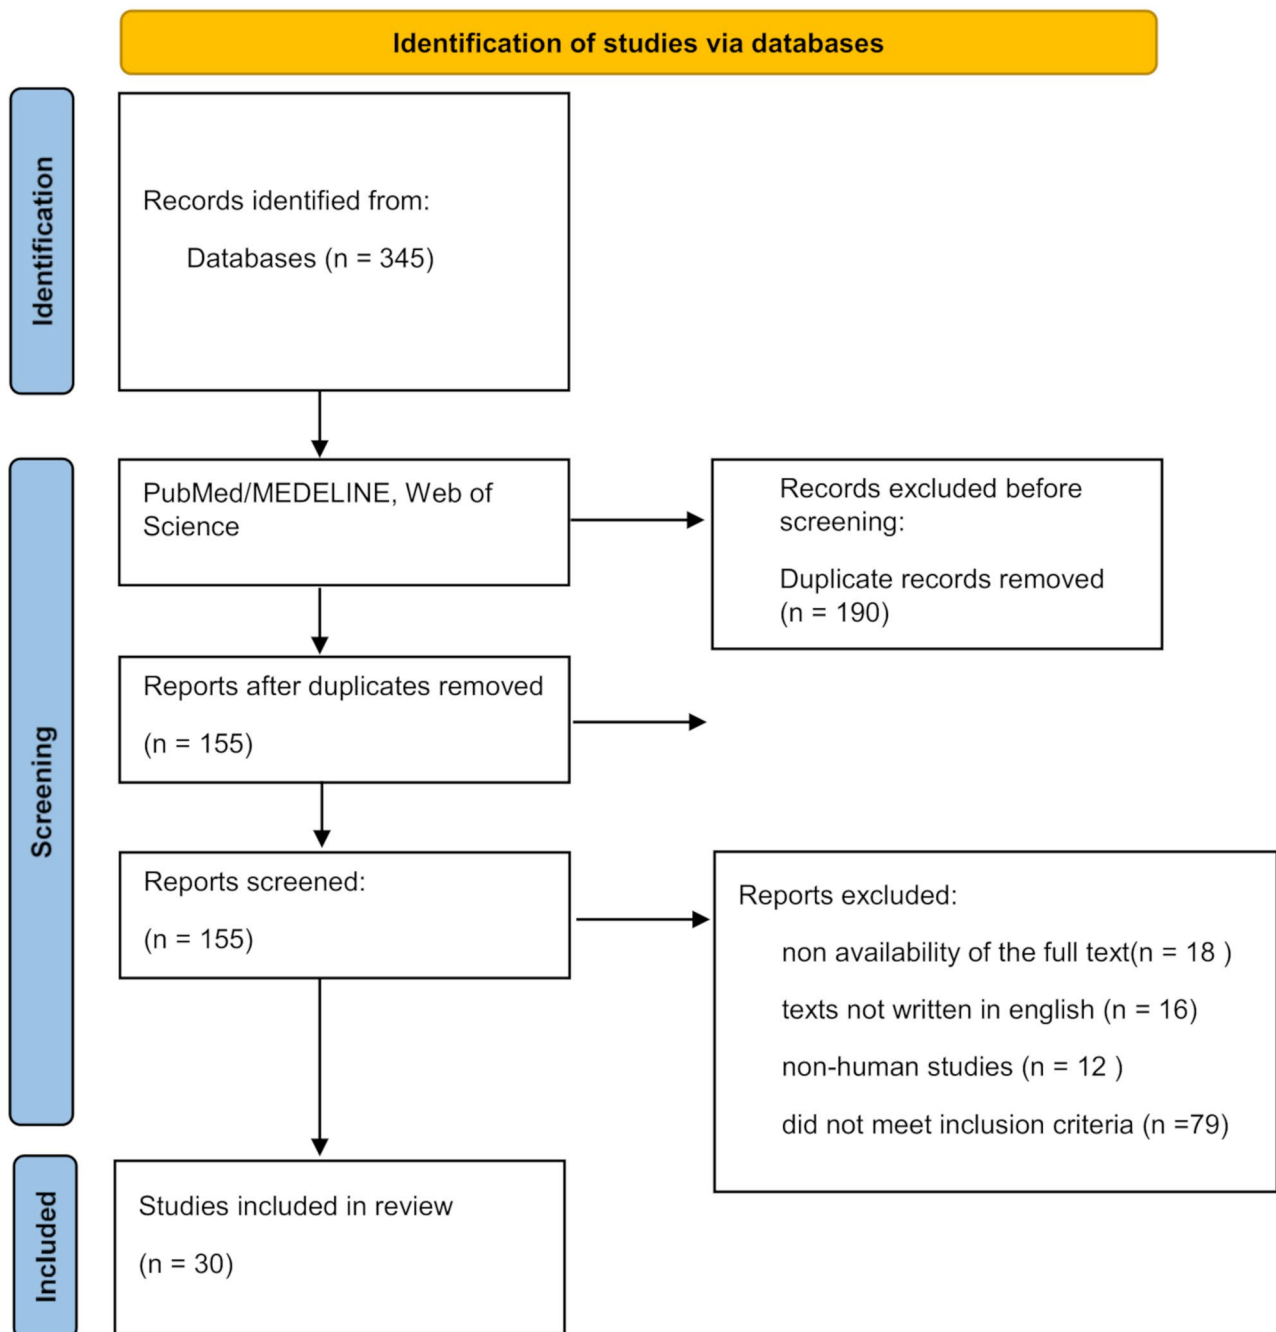 Identification of studies via databases
Identification
Records identified from:
Databases (n = 345)
Screening
PubMed/MEDELINE, Web of
Science
Records excluded before
screening:
Duplicate records removed
(n = 190)
Reports after duplicates removed
(n = 155)
Reports screened:
(n = 155)
Reports excluded:
non availability of the full text(n = 18 )
texts not written in english (n = 16)
non-human studies (n = 12 )
did not meet inclusion criteria (n =79)
Included
Studies included in review
(n = 30)